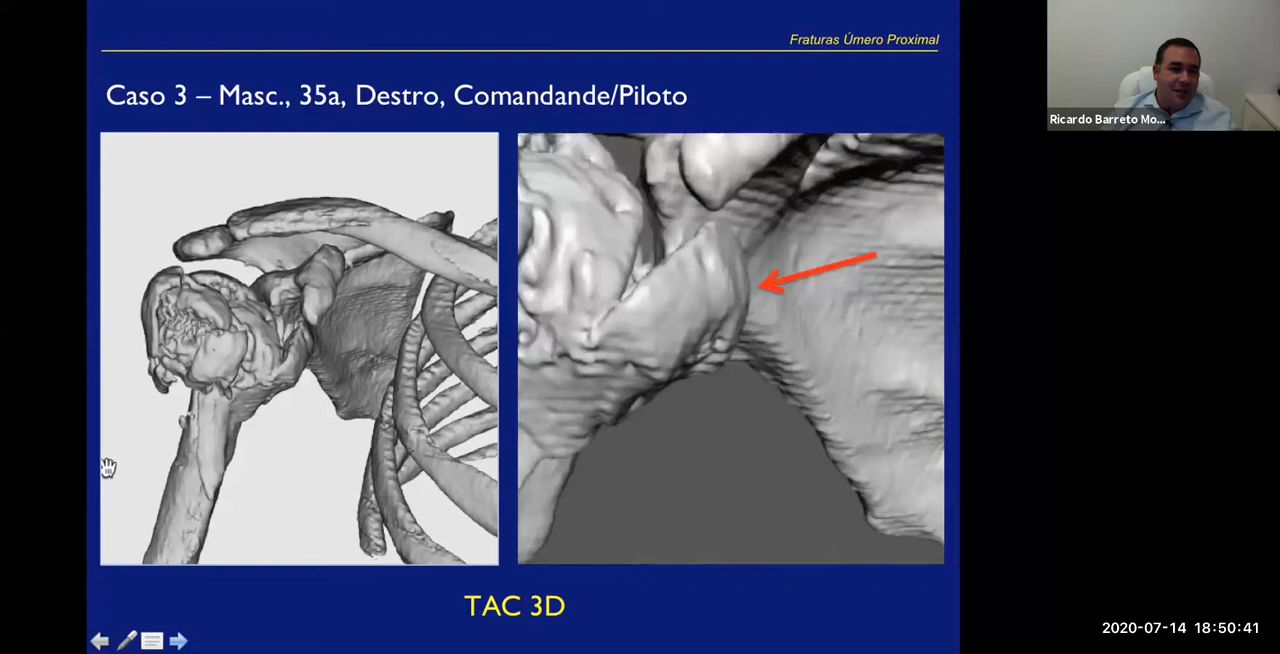 Fraturas Úmero Proximal
Caso 3 – Masc., 35a, Destro, Comandande/Piloto
Ricardo Barreto Mo...
TAC 3D
2020-07-14 18:50:41